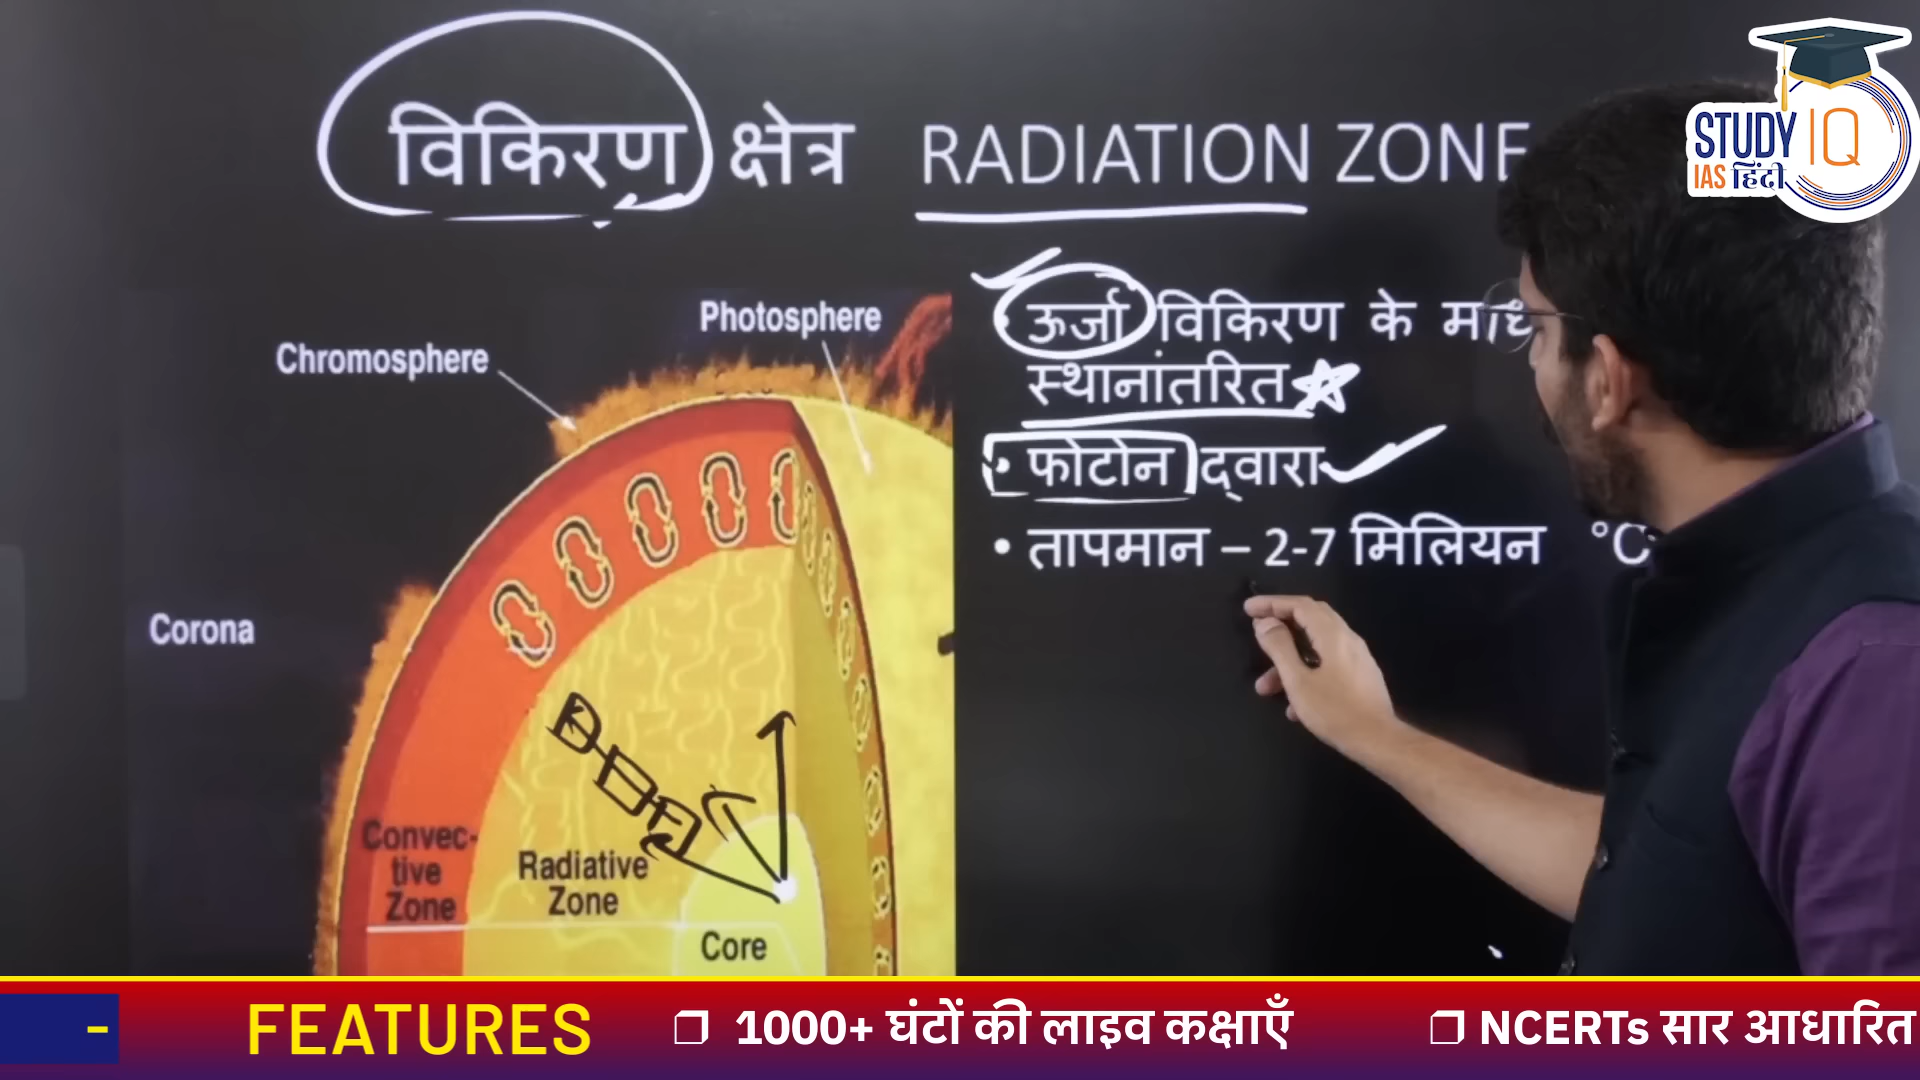 विकिरण क्षेत्र RADIATION ZONE
STUDY IQ
IAS हिंदी
ऊर्जा विकिरण के माध
स्थानांतरित
• फोटोन द्वारा
• तापमान – 2-7 मिलियन °C
Photosphere
Chromosphere
Corona
Convec-
tive
Zone
Radiative
Zone
Core
- FEATURES ❐ 1000+ घंटों की लाइव कक्षाएँ ❐ NCERTs सार आधारित